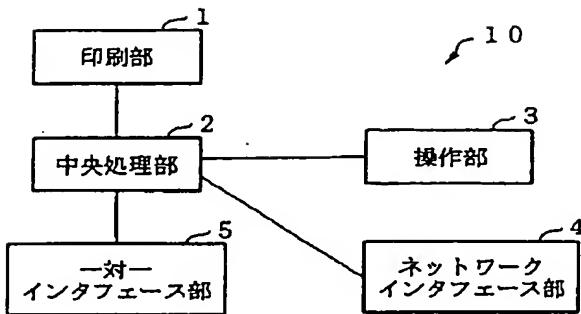 1
印刷部
10
2
中央処理部
3
操作部
5
一対一
インタフェース部
4
ネットワーク
インタフェース部